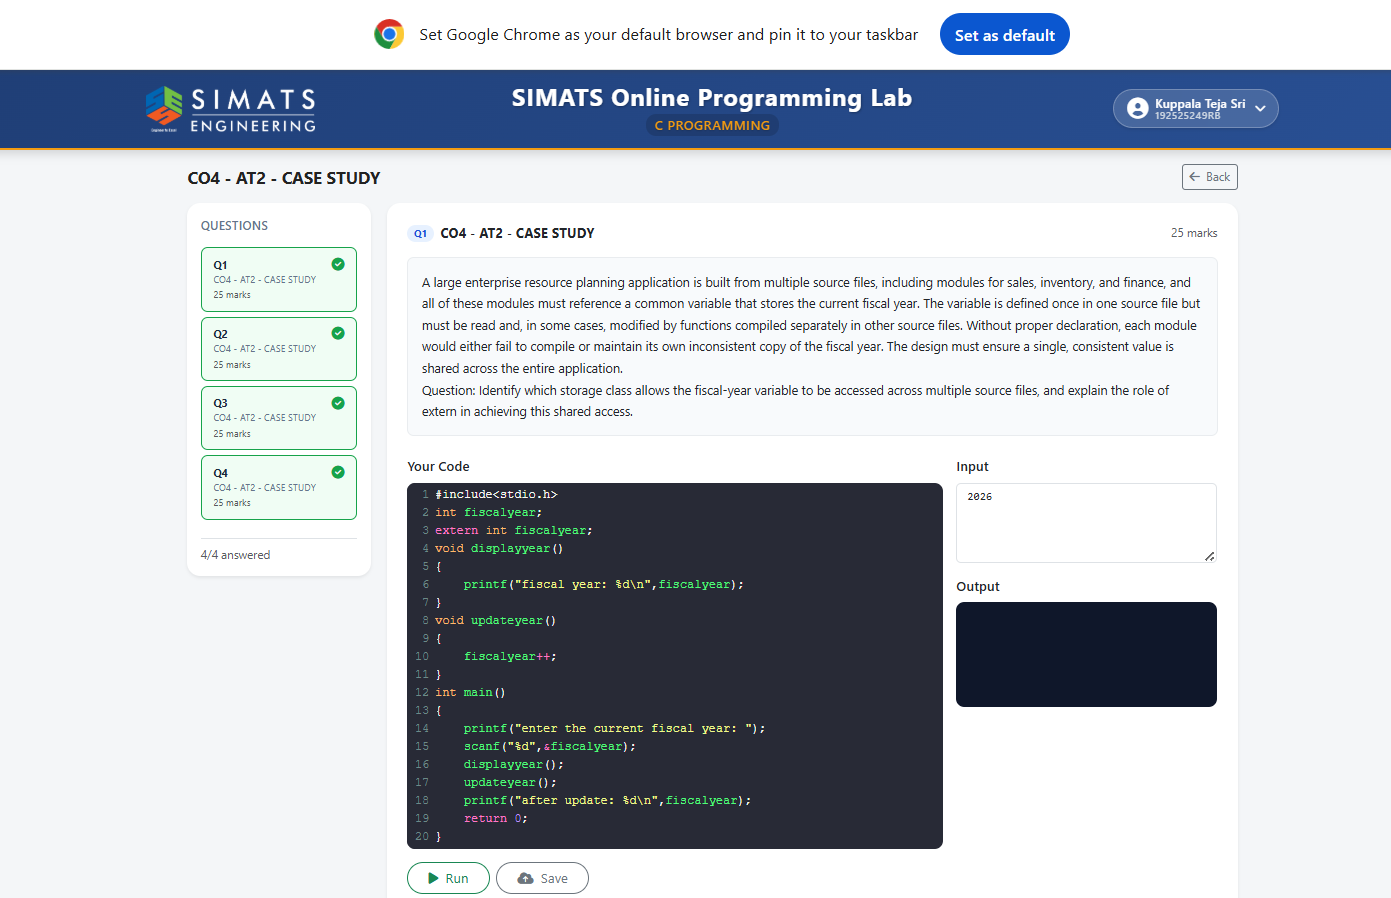 Set Google Chrome as your default browser and pin it to your taskbar
Set as default
SIMATS
ENGINEERING
SIMATS Online Programming Lab
C PROGRAMMING
Kuppala Teja Sri
192525249RB
CO4 - AT2 - CASE STUDY
Back
QUESTIONS
Q1
CO4 - AT2 - CASE STUDY
25 marks
Q2
CO4 - AT2 - CASE STUDY
25 marks
Q3
CO4 - AT2 - CASE STUDY
25 marks
Q4
CO4 - AT2 - CASE STUDY
25 marks
4/4 answered
Q1 CO4 - AT2 - CASE STUDY
25 marks
A large enterprise resource planning application is built from multiple source files, including modules for sales, inventory, and finance, and
all of these modules must reference a common variable that stores the current fiscal year. The variable is defined once in one source file but
must be read and, in some cases, modified by functions compiled separately in other source files. Without proper declaration, each module
would either fail to compile or maintain its own inconsistent copy of the fiscal year. The design must ensure a single, consistent value is
shared across the entire application.
Question: Identify which storage class allows the fiscal-year variable to be accessed across multiple source files, and explain the role of
extern in achieving this shared access.
Your Code
1 #include<stdio.h>
2 int fiscalyear;
3 extern int fiscalyear;
4 void displayyear()
5 {
6     printf("fiscal year: %d\n",fiscalyear);
7 }
8 void updateyear()
9 {
10     fiscalyear++;
11 }
12 int main()
13 {
14     printf("enter the current fiscal year: ");
15     scanf("%d",&fiscalyear);
16     displayyear();
17     updateyear();
18     printf("after update: %d\n",fiscalyear);
19     return 0;
20 }
Input
2026
Output
Run
Save